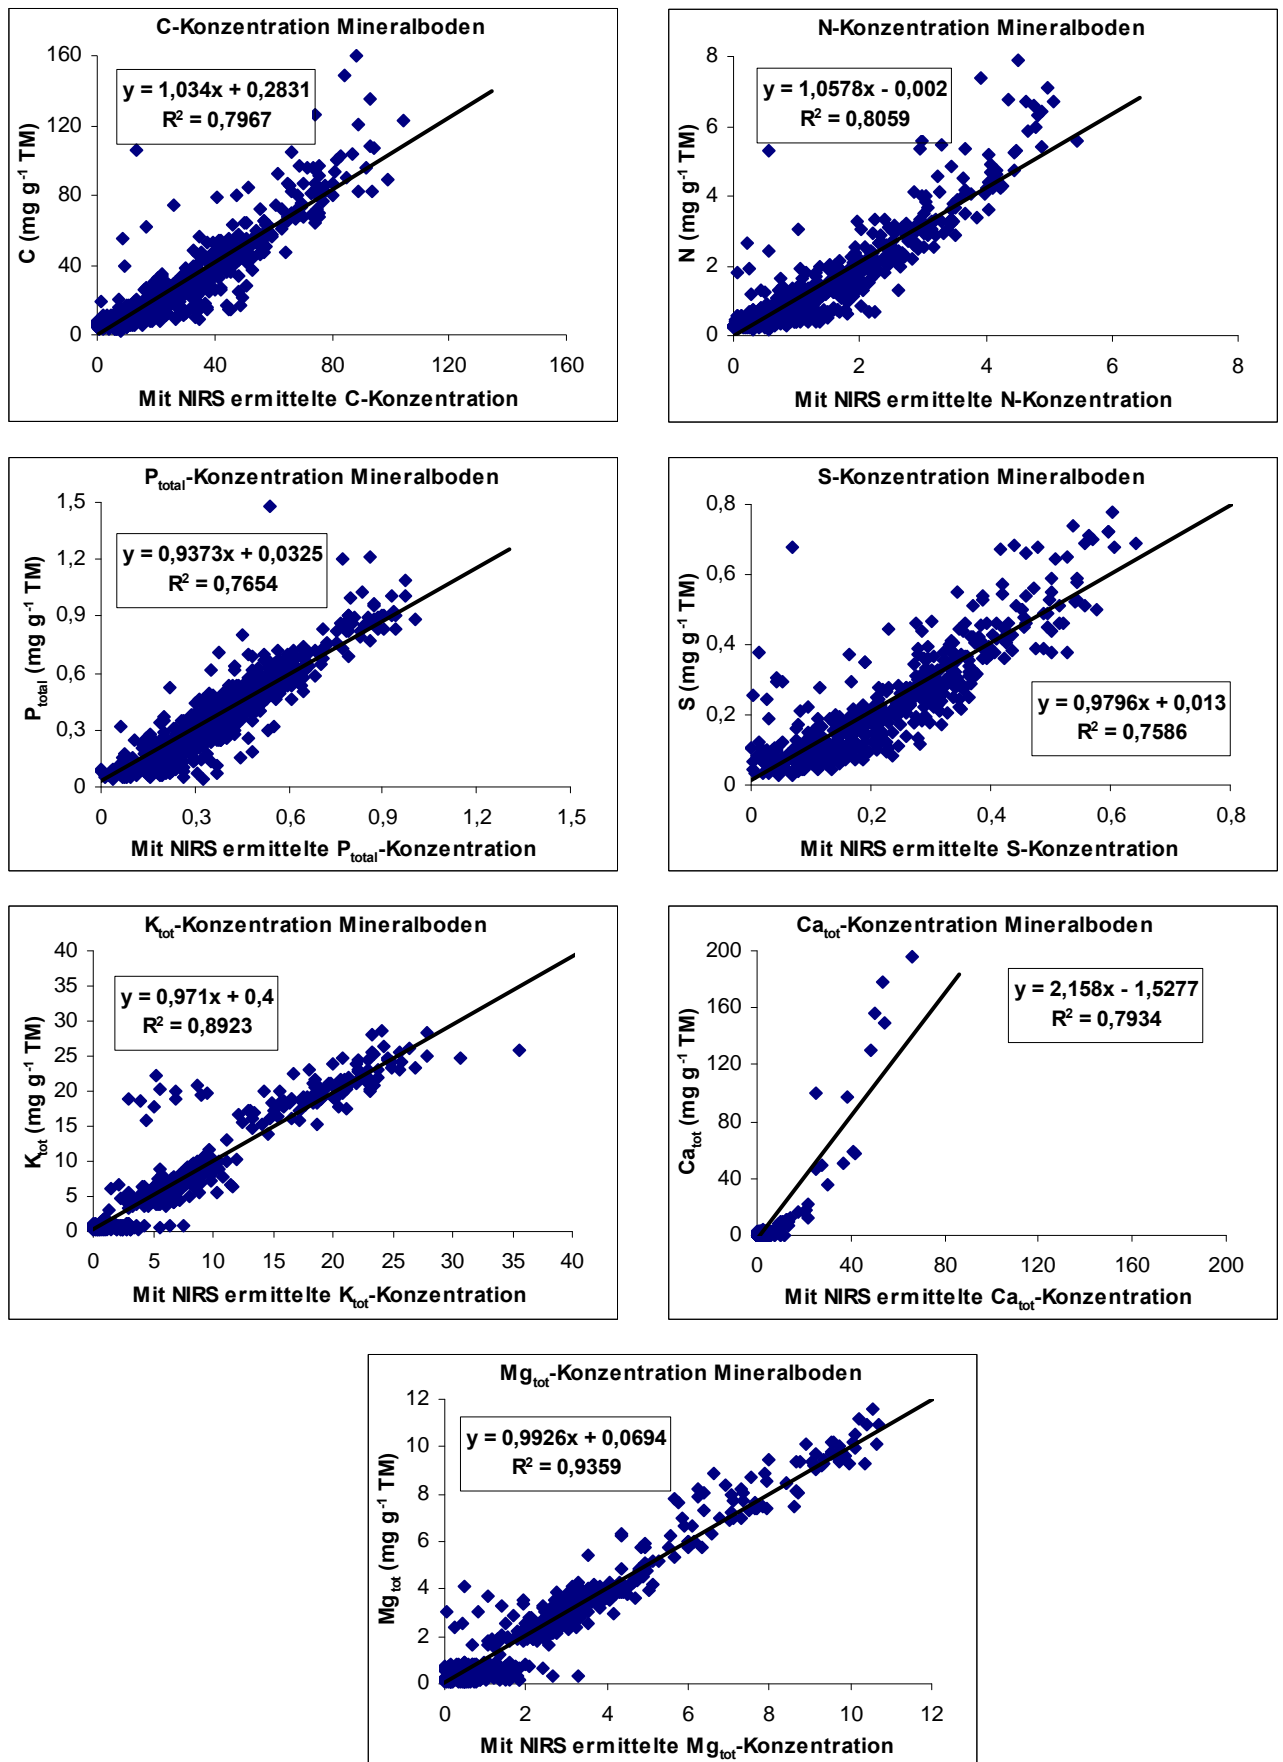 C-Konzentration Mineralboden
160
120
80
40
0
C (mg g-1 TM)
y = 1,034x + 0,2831
R2 = 0,7967
0 40 80 120 160
Mit NIRS ermittelte C-Konzentration
N-Konzentration Mineralboden
8
6
4
2
0
N (mg g-1 TM)
y = 1,0578x - 0,002
R2 = 0,8059
0 2 4 6 8
Mit NIRS ermittelte N-Konzentration
Ptotal-Konzentration Mineralboden
1,5
1,2
0,9
0,6
0,3
0
Ptotal (mg g-1 TM)
y = 0,9373x + 0,0325
R2 = 0,7654
0 0,3 0,6 0,9 1,2 1,5
Mit NIRS ermittelte Ptotal-Konzentration
S-Konzentration Mineralboden
0,8
0,6
0,4
0,2
0
S (mg g-1 TM)
y = 0,9796x + 0,013
R2 = 0,7586
0 0,2 0,4 0,6 0,8
Mit NIRS ermittelte S-Konzentration
Ktot-Konzentration Mineralboden
40
35
30
25
20
15
10
5
0
Ktot (mg g-1 TM)
y = 0,971x + 0,4
R2 = 0,8923
0 5 10 15 20 25 30 35 40
Mit NIRS ermittelte Ktot-Konzentration
Catot-Konzentration Mineralboden
200
160
120
80
40
0
Catot (mg g-1 TM)
y = 2,158x - 1,5277
R2 = 0,7934
0 40 80 120 160 200
Mit NIRS ermittelte Catot-Konzentration
Mgtot-Konzentration Mineralboden
12
10
8
6
4
2
0
Mgtot (mg g-1 TM)
y = 0,9926x + 0,0694
R2 = 0,9359
0 2 4 6 8 10 12
Mit NIRS ermittelte Mgtot-Konzentration